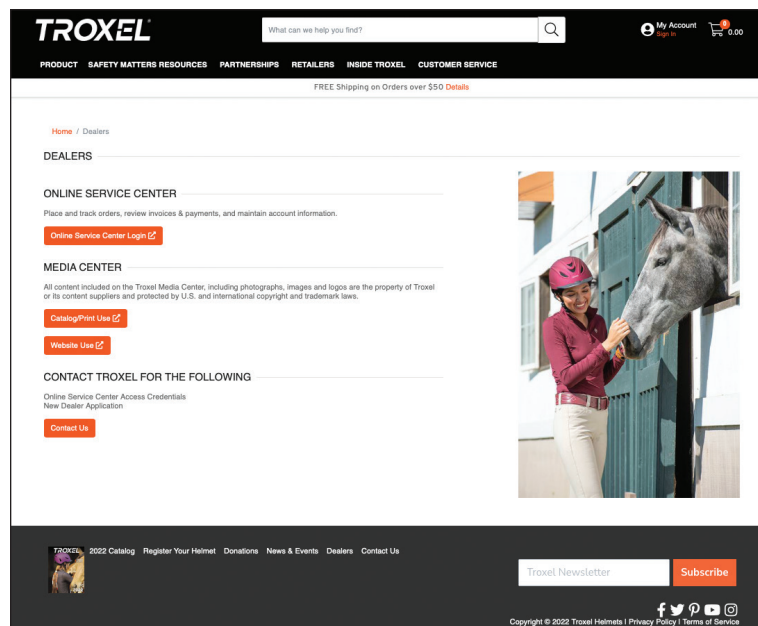 TROXEL
What can we help you find?
My Account
Sign In
0
0.00
PRODUCT SAFETY MATTERS RESOURCES PARTNERSHIPS RETAILERS INSIDE TROXEL CUSTOMER SERVICE
FREE Shipping on Orders over $50 Details
Home / Dealers
DEALERS
ONLINE SERVICE CENTER
Place and track orders, review invoices & payments, and maintain account information.
Online Service Center Login
MEDIA CENTER
All content included on the Troxel Media Center, including photographs, images and logos are the property of Troxel
or its content suppliers and protected by U.S. and international copyright and trademark laws.
Catalog/Print Use
Website Use
CONTACT TROXEL FOR THE FOLLOWING
Online Service Center Access Credentials
New Dealer Application
Contact Us
TROXEL
2022 Catalog Register Your Helmet Donations News & Events Dealers Contact Us
Troxel Newsletter
Subscribe
Copyright © 2022 Troxel Helmets I Privacy Policy I Terms of Service